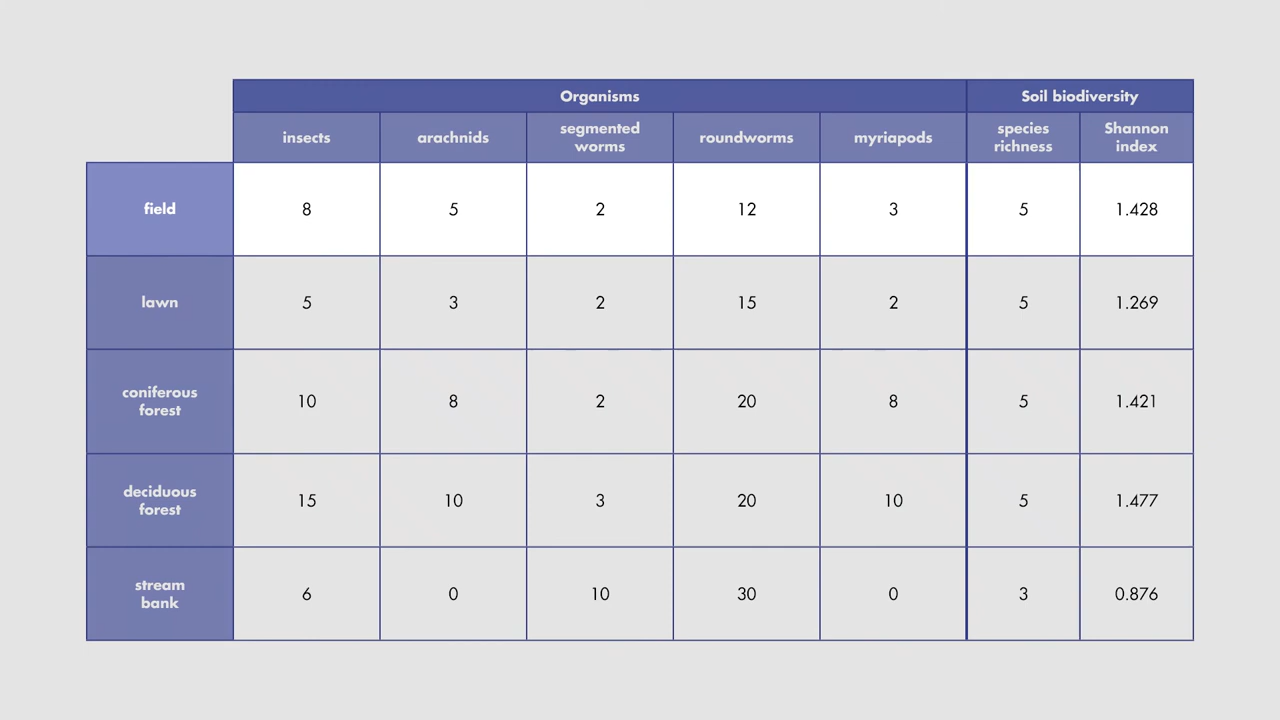 Organisms Soil biodiversity
insects arachnids segmented worms roundworms myriapods species richness Shannon index
field 8 5 2 12 3 5 1.428
lawn 5 3 2 15 2 5 1.269
coniferous forest 10 8 2 20 8 5 1.421
deciduous forest 15 10 3 20 10 5 1.477
stream bank 6 0 10 30 0 3 0.876